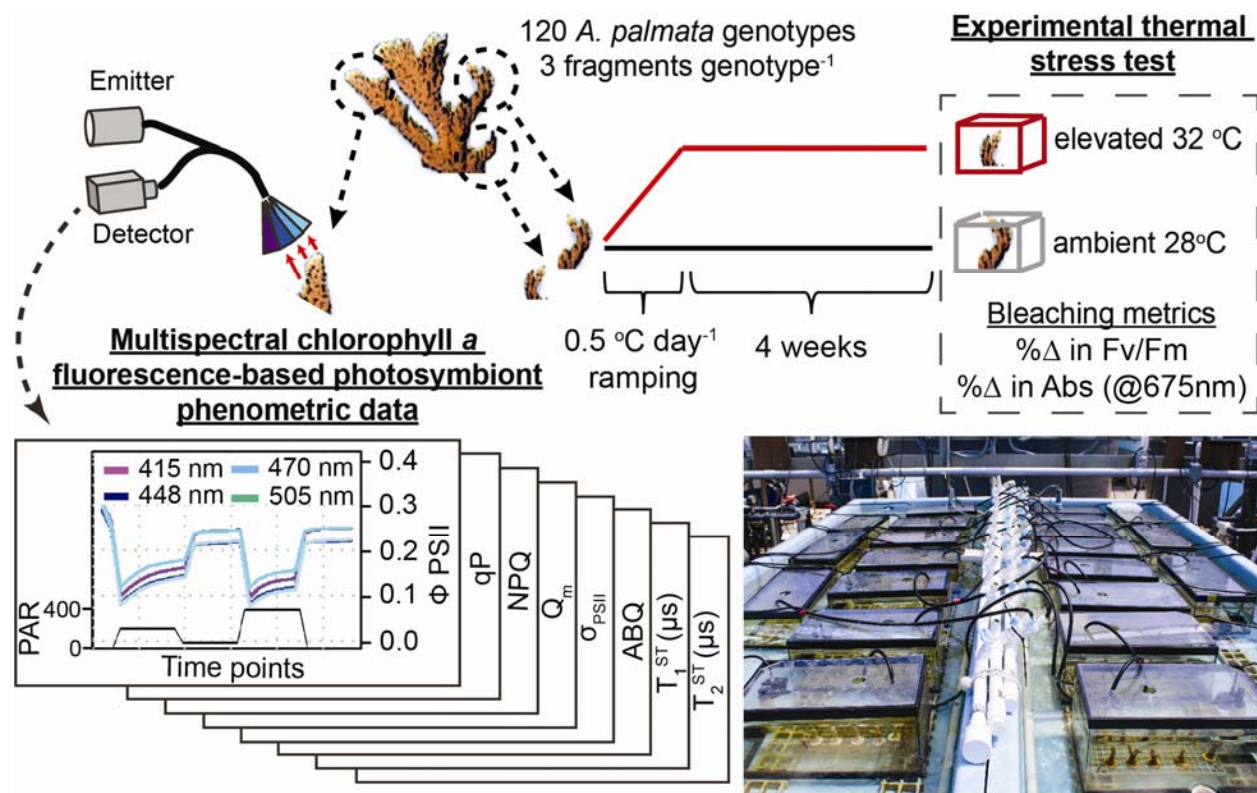 120 A. palmata genotypes
3 fragments genotype⁻¹
Experimental thermal
stress test
Emitter
Detector
elevated 32 °C
ambient 28°C
Bleaching metrics
%Δ in Fv/Fm
%Δ in Abs (@675nm)
0.5 °C day⁻¹
ramping
4 weeks
Multispectral chlorophyll a
fluorescence-based photosymbiont
phenometric data
415 nm
470 nm
448 nm
505 nm
0.4
0.3
0.2
0.1
0.0
Φ PSII
PAR
400
0
Time points
qP
NPQ
Qm
σPSII
ABQ
T₁ST (µs)
T₂ST (µs)